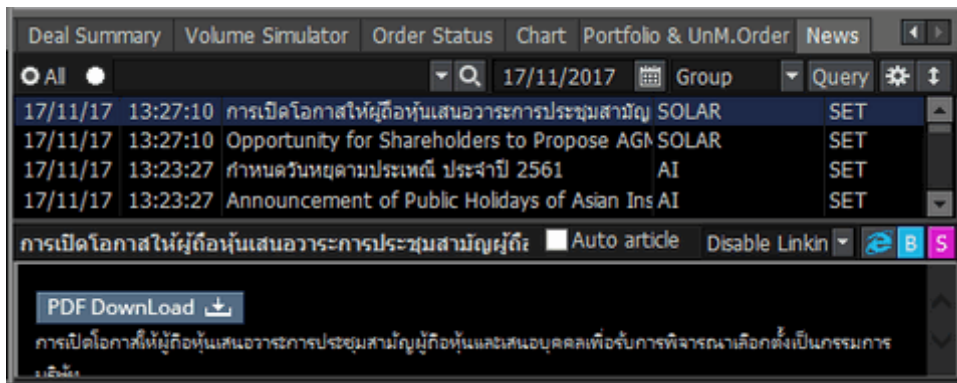 Deal Summary Volume Simulator Order Status Chart Portfolio & UnM.Order News
All 17/11/2017 Group Query
17/11/17 13:27:10 การเปิดโอกาสให้ผู้ถือหุ้นเสนอวาระการประชุมสามัญ SOLAR SET
17/11/17 13:27:10 Opportunity for Shareholders to Propose AGM SOLAR SET
17/11/17 13:23:27 กำหนดวันหยุดตามประเพณี ประจำปี 2561 AI SET
17/11/17 13:23:27 Announcement of Public Holidays of Asian Ins AI SET
การเปิดโอกาสให้ผู้ถือหุ้นเสนอวาระการประชุมสามัญผู้ถือ Auto article Disable Linkin B S
PDF DownLoad
การเปิดโอกาสให้ผู้ถือหุ้นเสนอวาระการประชุมสามัญผู้ถือหุ้นและเสนอบุคคลเพื่อรับการพิจารณาเลือกตั้งเป็นกรรมการ